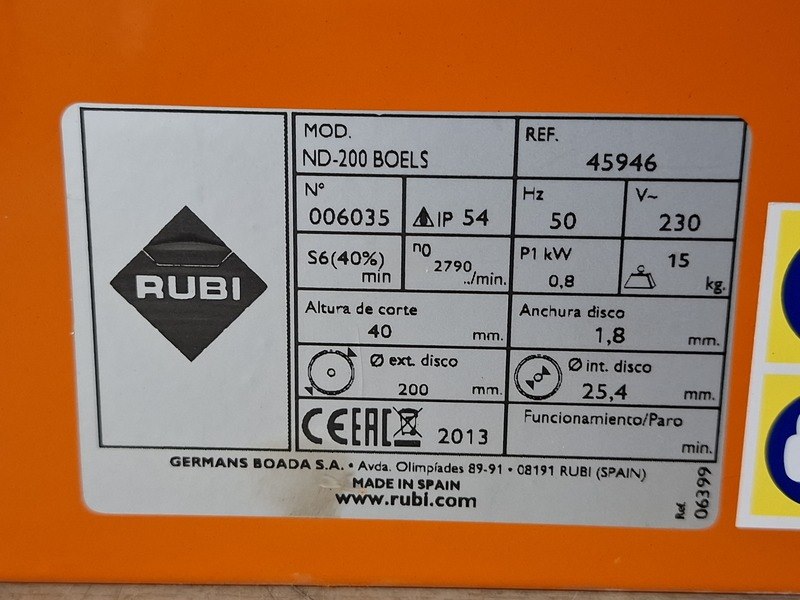 RUBI
MOD.
ND-200 BOELS
REF.
45946
N°
006035
IP 54
Hz
50
V~
230
S6(40%)
min
n0
2790
../min.
P1 kW
0,8
15
kg.
Altura de corte
40 mm.
Anchura disco
1,8 mm.
Ø ext. disco
200 mm.
Ø int. disco
25,4 mm.
CE EAC 2013
Funcionamiento/Paro
min.
GERMANS BOADA S.A. • Avda. Olimpíades 89-91 • 08191 RUBI (SPAIN)
MADE IN SPAIN
www.rubi.com
Ref. 06399